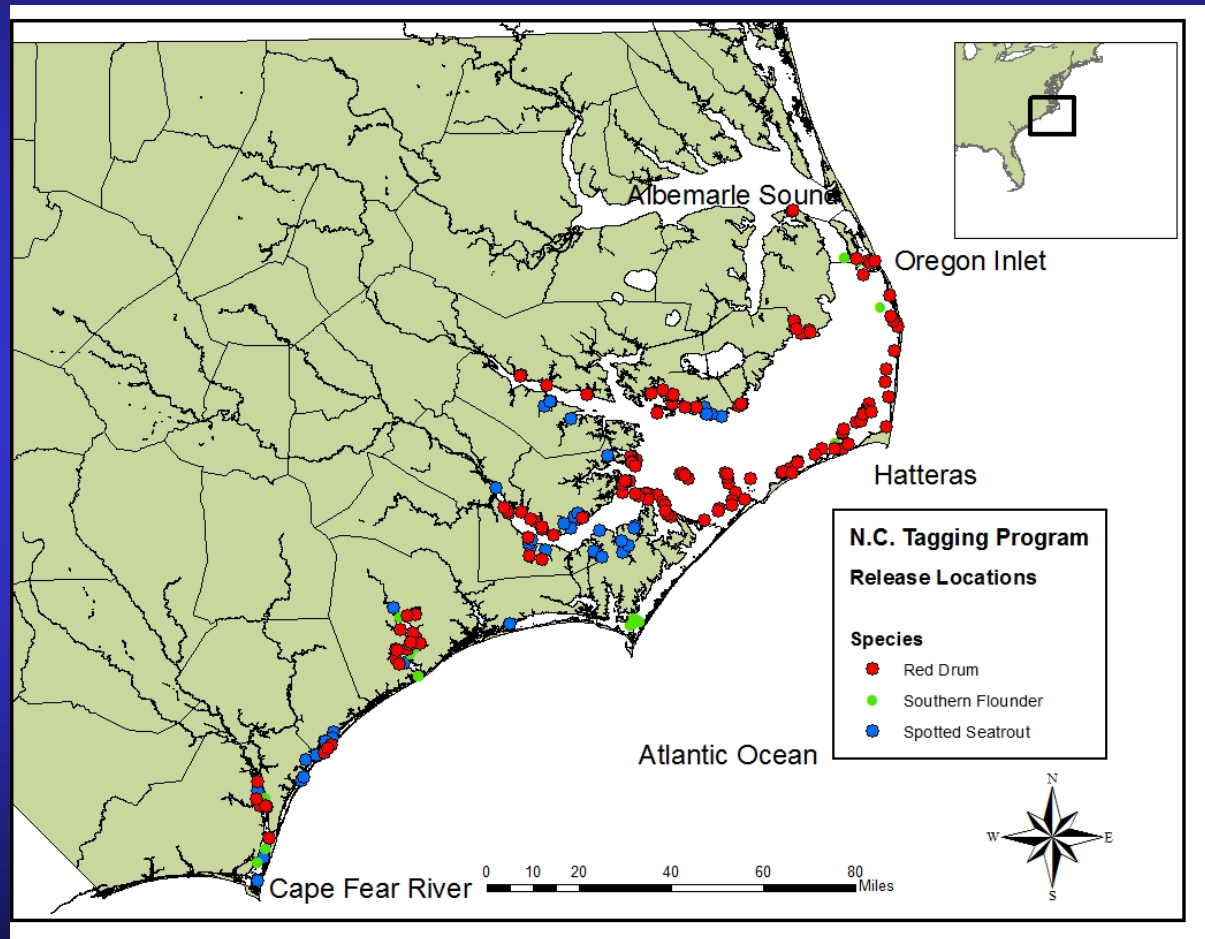 Albemarle Sound
Oregon Inlet
Hatteras
N.C. Tagging Program
Release Locations
Species
Red Drum
Southern Flounder
Spotted Seatrout
Atlantic Ocean
N
W E
S
Cape Fear River
0 10 20 40 60 80
Miles